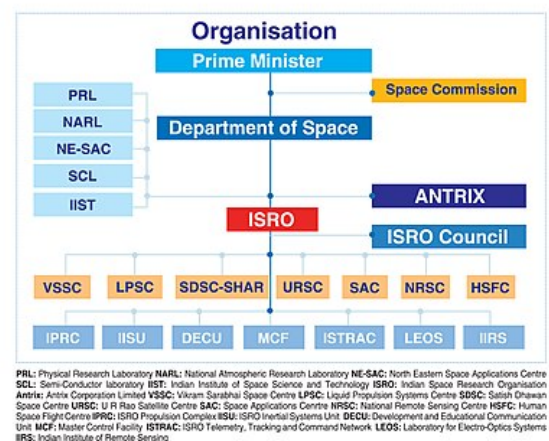 Organisation
Prime Minister
Space Commission
PRL
NARL
NE-SAC
SCL
IIST
Department of Space
ANTRIX
ISRO
ISRO Council
VSSC LPSC SDSC-SHAR URSC SAC NRSC HSFC
IPRC IISU DECU MCF ISTRAC LEOS IIRS
PRL: Physical Research Laboratory NARL: National Atmospheric Research Laboratory NE-SAC: North Eastern Space Applications Centre
SCL: Semi-Conductor laboratory IIST: Indian Institute of Space Science and Technology ISRO: Indian Space Research Organisation
Antrix: Antrix Corporation Limited VSSC: Vikram Sarabhai Space Centre LPSC: Liquid Propulsion Systems Centre SDSC: Satish Dhawan
Space Centre URSC: U R Rao Satellite Centre SAC: Space Applications Centre NRSC: National Remote Sensing Centre HSFC: Human
Space Flight Centre IPRC: ISRO Propulsion Complex IISU: ISRO Inertial Systems Unit DECU: Development and Educational Communication
Unit MCF: Master Control Facility ISTRAC: ISRO Telemetry, Tracking and Command Network LEOS: Laboratory for Electro-Optics Systems
IIRS: Indian Institute of Remote Sensing